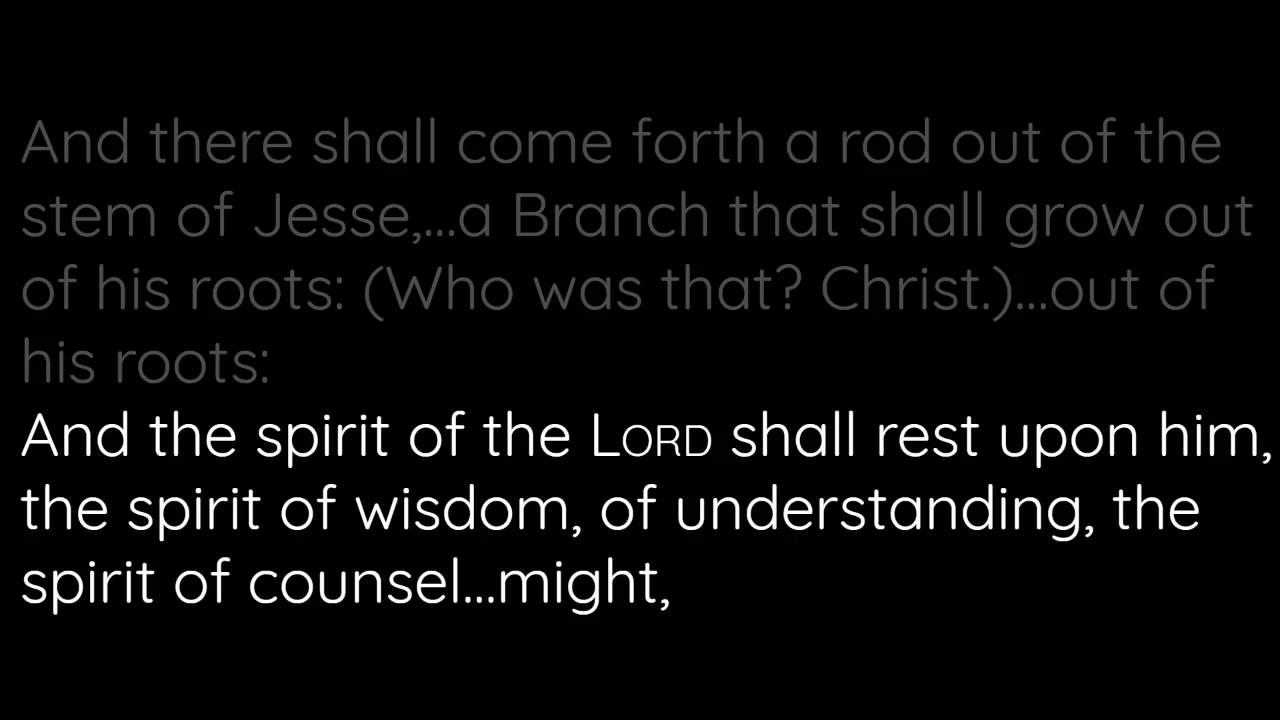 And there shall come forth a rod out of the
stem of Jesse,...a Branch that shall grow out
of his roots: (Who was that? Christ.)...out of
his roots:
And the spirit of the LORD shall rest upon him,
the spirit of wisdom, of understanding, the
spirit of counsel...might,